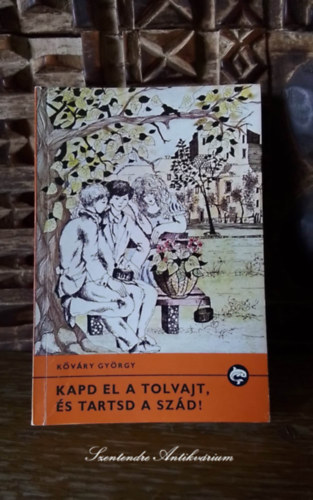 KŐVÁRY GYÖRGY
KAPD EL A TOLVAJT,
ÉS TARTSD A SZÁD!
Szentendre Antikvárium